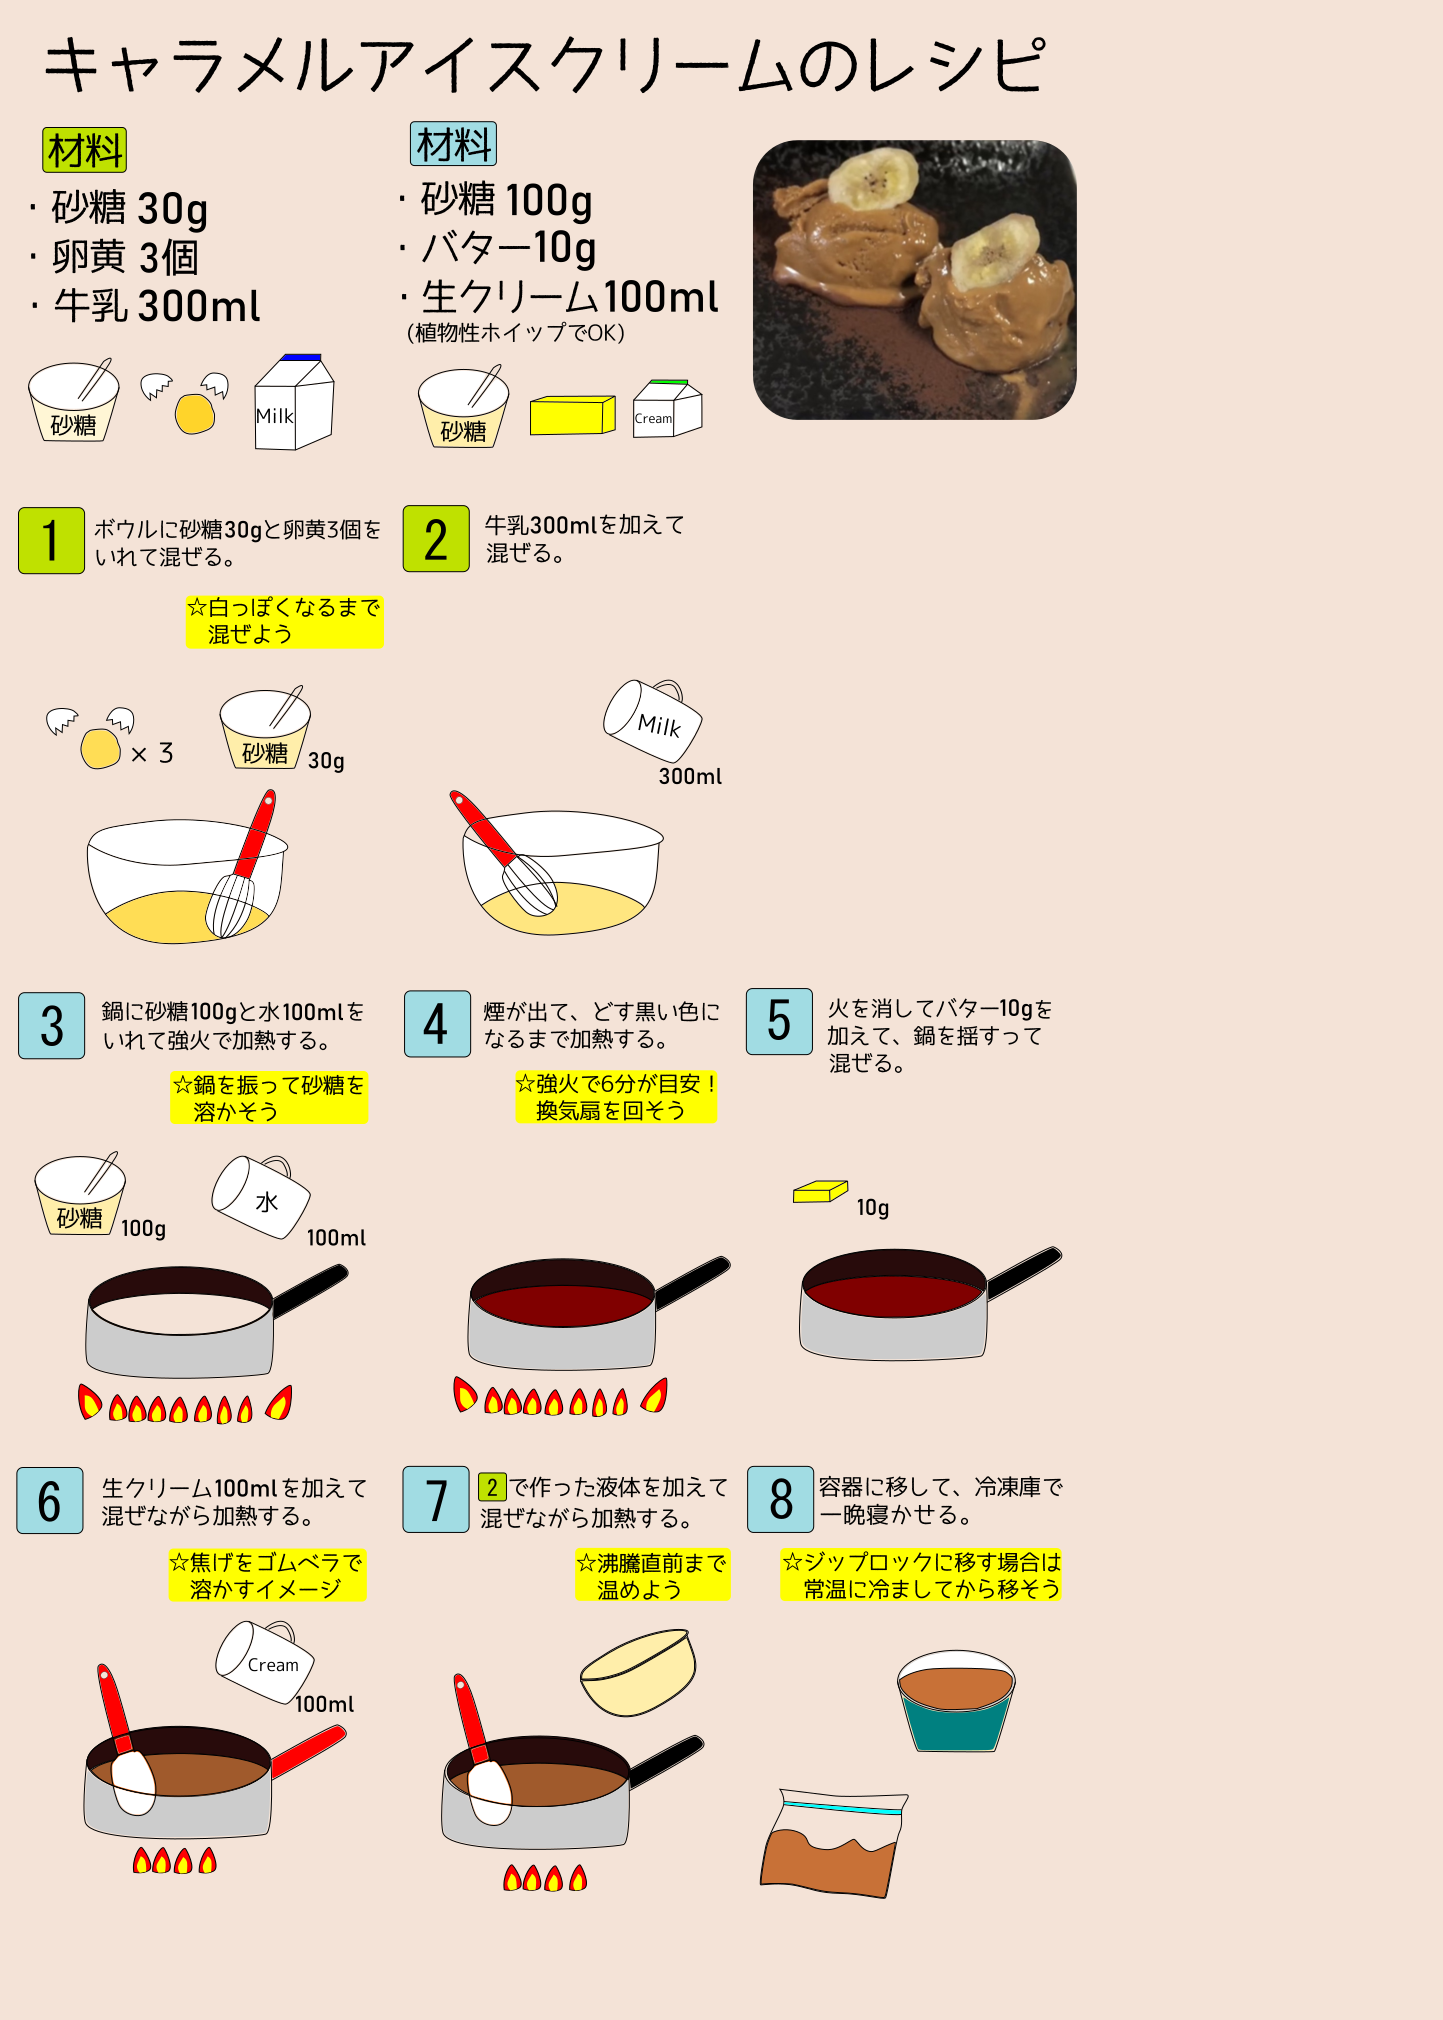 キャラメルアイスクリームのレシピ
材料
・砂糖 30g
・卵黄 3個
・牛乳 300ml
砂糖
Milk
材料
・砂糖 100g
・バター10g
・生クリーム100ml
(植物性ホイップでOK)
砂糖
Cream
1
ボウルに砂糖30gと卵黄3個を
いれて混ぜる。
☆白っぽくなるまで
混ぜよう
× 3
砂糖
30g
2
牛乳300mlを加えて
混ぜる。
Milk
300ml
3
鍋に砂糖100gと水100mlを
いれて強火で加熱する。
☆鍋を振って砂糖を
溶かそう
砂糖
100g
水
100ml
4
煙が出て、どす黒い色に
なるまで加熱する。
☆強火で6分が目安！
換気扇を回そう
5
火を消してバター10gを
加えて、鍋を揺すって
混ぜる。
10g
6
生クリーム100mlを加えて
混ぜながら加熱する。
☆焦げをゴムベラで
溶かすイメージ
Cream
100ml
7
2で作った液体を加えて
混ぜながら加熱する。
☆沸騰直前まで
温めよう
8
容器に移して、冷凍庫で
一晩寝かせる。
☆ジップロックに移す場合は
常温に冷ましてから移そう